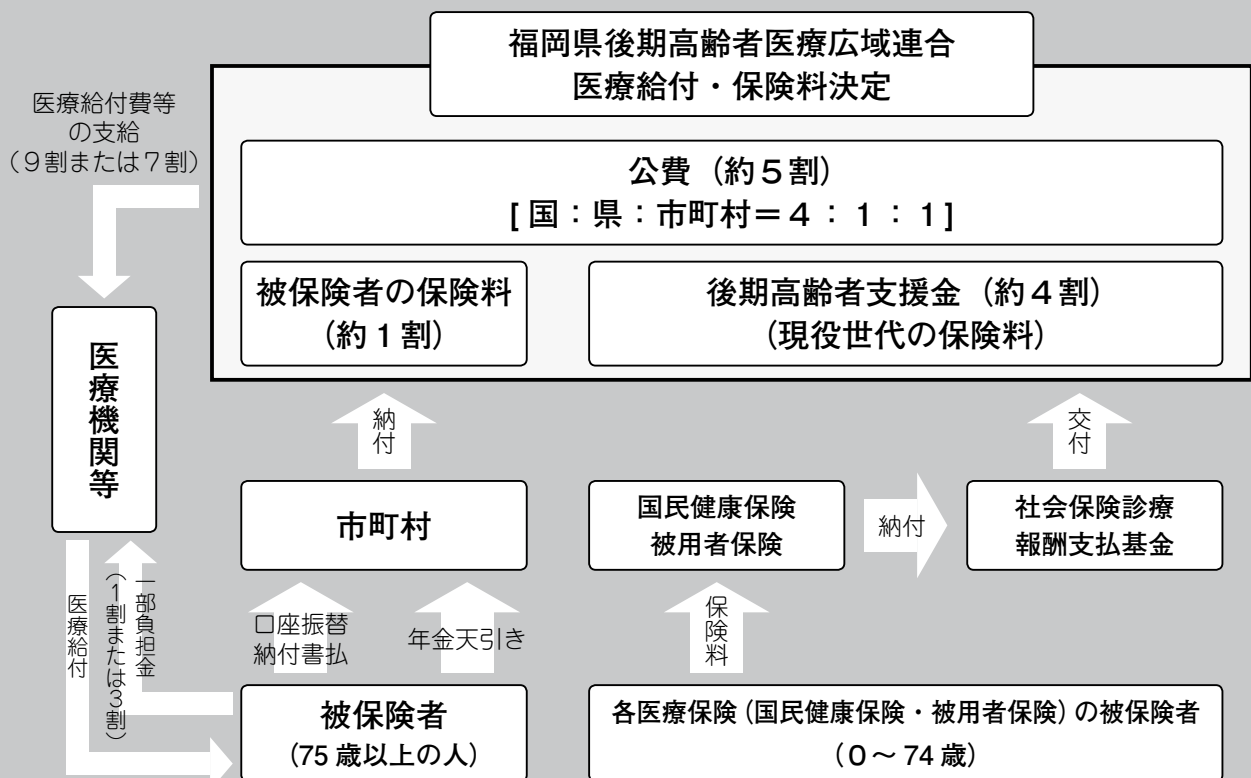 福岡県後期高齢者医療広域連合
医療給付・保険料決定
医療給付費等
の支給
（９割または７割）
公費（約５割）
[ 国：県：市町村＝４：１：１]
被保険者の保険料
（約１割）
後期高齢者支援金（約４割）
（現役世代の保険料）
医療機関等
納付
交付
市町村
国民健康保険
被用者保険
納付
社会保険診療
報酬支払基金
医療給付
一部負担金
（１割または３割）
口座振替
納付書払
年金天引き
保険料
被保険者
(75 歳以上の人)
各医療保険 (国民健康保険・被用者保険) の被保険者
（０～ 74 歳）